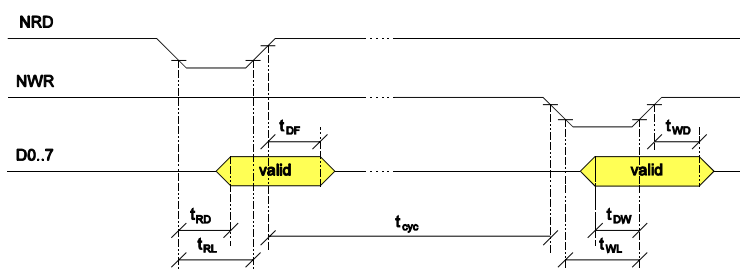 NRD
NWR
tDF
tWD
D0..7
valid
valid
tRD
tcyc
tDW
tRL
tWL